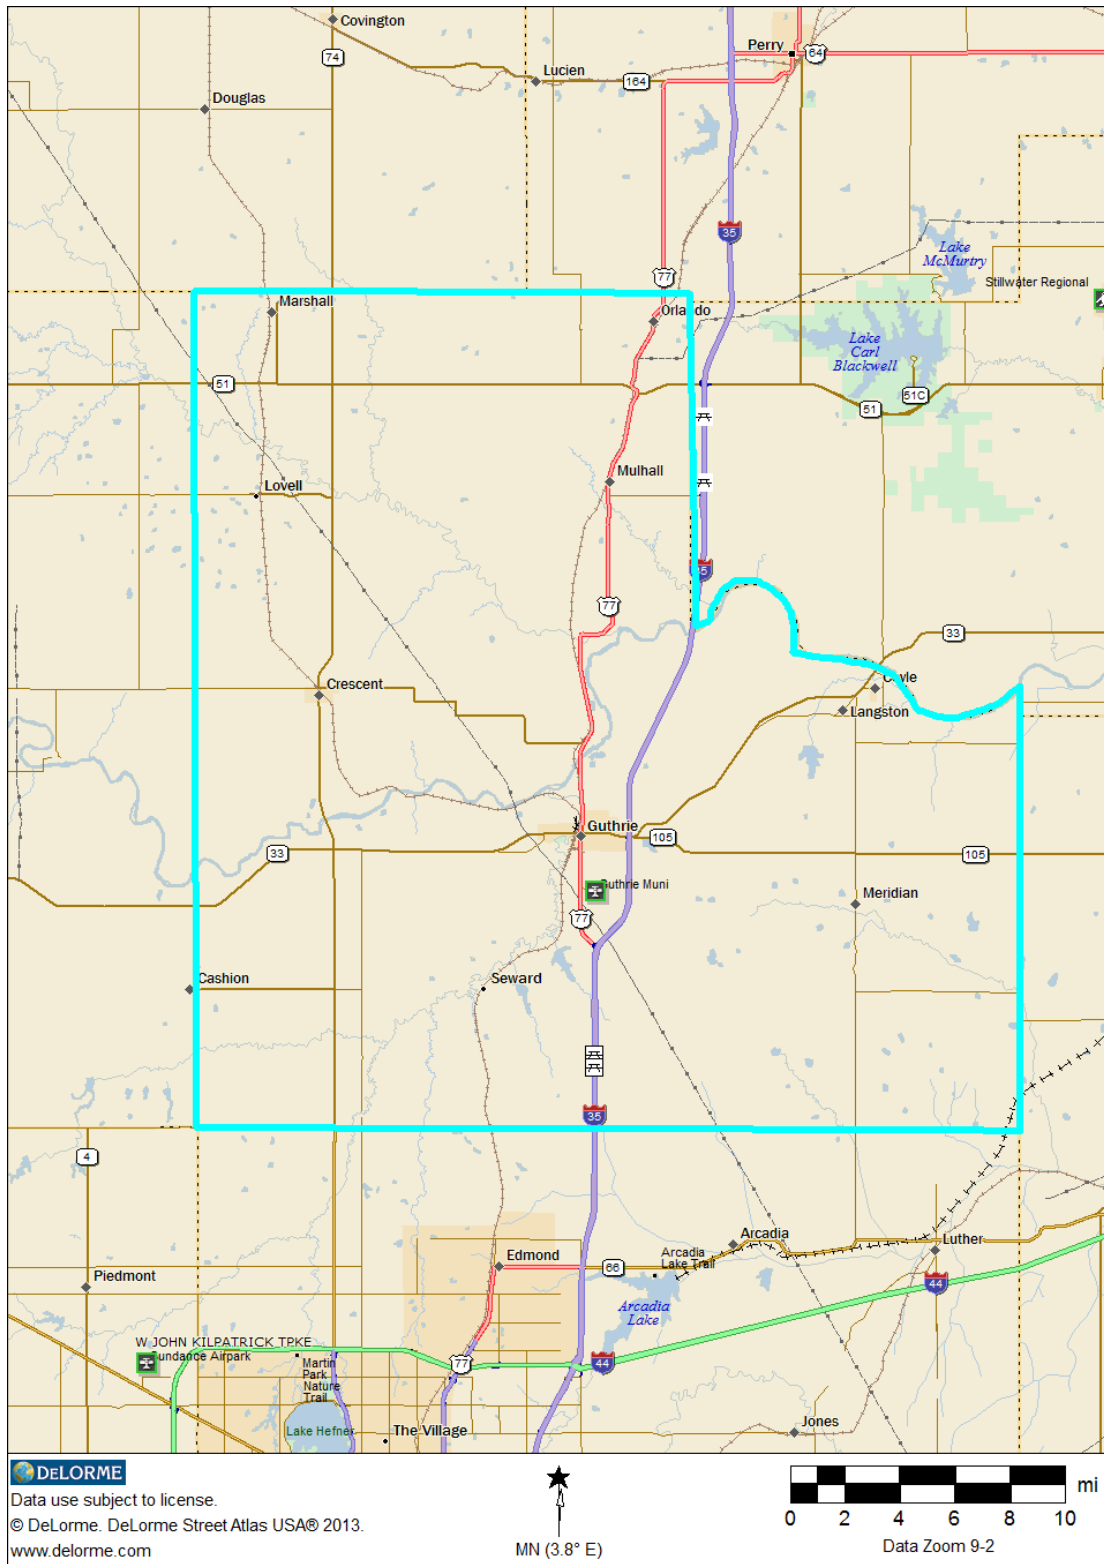 Covington
74
Perry
64
Lucien
164
Douglas
35
Lake
McMurtry
Stillwater Regional
77
Marshall
Orlando
Lake
Carl
Blackwell
51
51C
51
Mulhall
Lovell
35
77
33
Crescent
Coyle
Langston
Guthrie
105
33
105
Guthrie Muni
Meridian
77
Cashion
Seward
35
4
Arcadia
Luther
Edmond
Arcadia
Lake Trail
66
Piedmont
44
Arcadia
Lake
W JOHN KILPATRICK TPKE
Sundance Airpark
Martin
Park
Nature
Trail
77
44
Lake Hefner
The Village
Jones
DELORME
Data use subject to license.
© DeLorme. DeLorme Street Atlas USA® 2013.
www.delorme.com
MN (3.8° E)
mi
0 2 4 6 8 10
Data Zoom 9-2